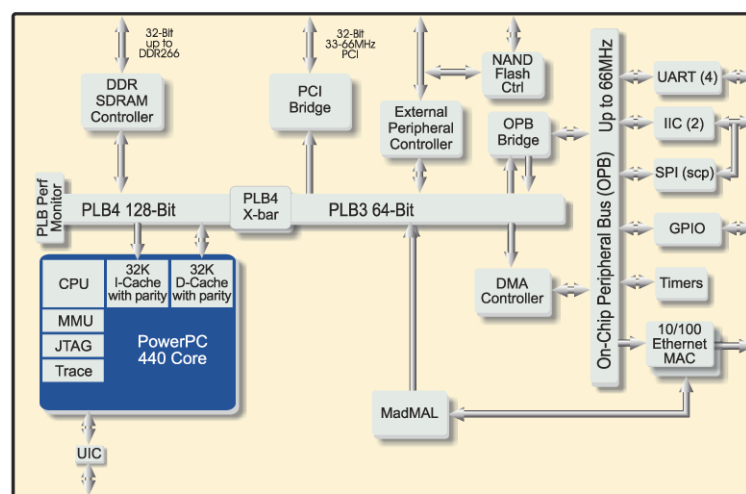 32-Bit
up to
DDR266
32-Bit
33-66MHz
PCI
DDR
SDRAM
Controller
PCI
Bridge
External
Peripheral
Controller
NAND
Flash
Ctrl
OPB
Bridge
On-Chip Peripheral Bus (OPB) Up to 66MHz
UART (4)
IIC (2)
SPI (scp)
GPIO
Timers
10/100
Ethernet
MAC
PLB Perf
Monitor
PLB4 128-Bit
PLB4
X-bar
PLB3 64-Bit
DMA
Controller
CPU
32K
I-Cache
with parity
32K
D-Cache
with parity
MMU
JTAG
Trace
PowerPC
440 Core
MadMAL
UIC